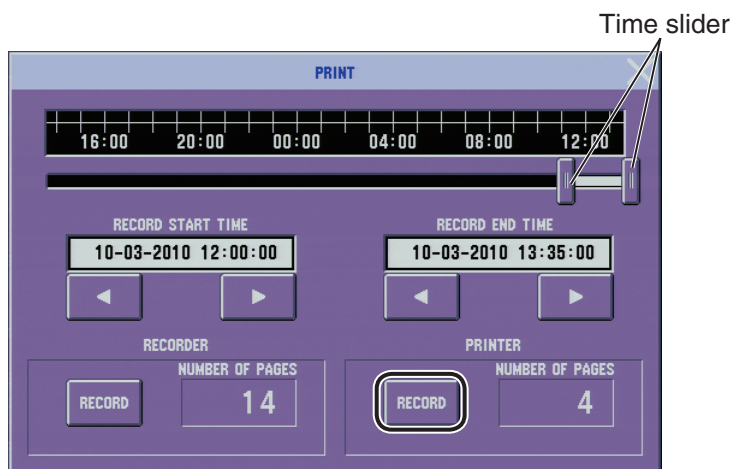 Time slider
PRINT
16:00 20:00 00:00 04:00 08:00 12:00
RECORD START TIME RECORD END TIME
10-03-2010 12:00:00 10-03-2010 13:35:00
RECORDER PRINTER
NUMBER OF PAGES NUMBER OF PAGES
RECORD 14 RECORD 4